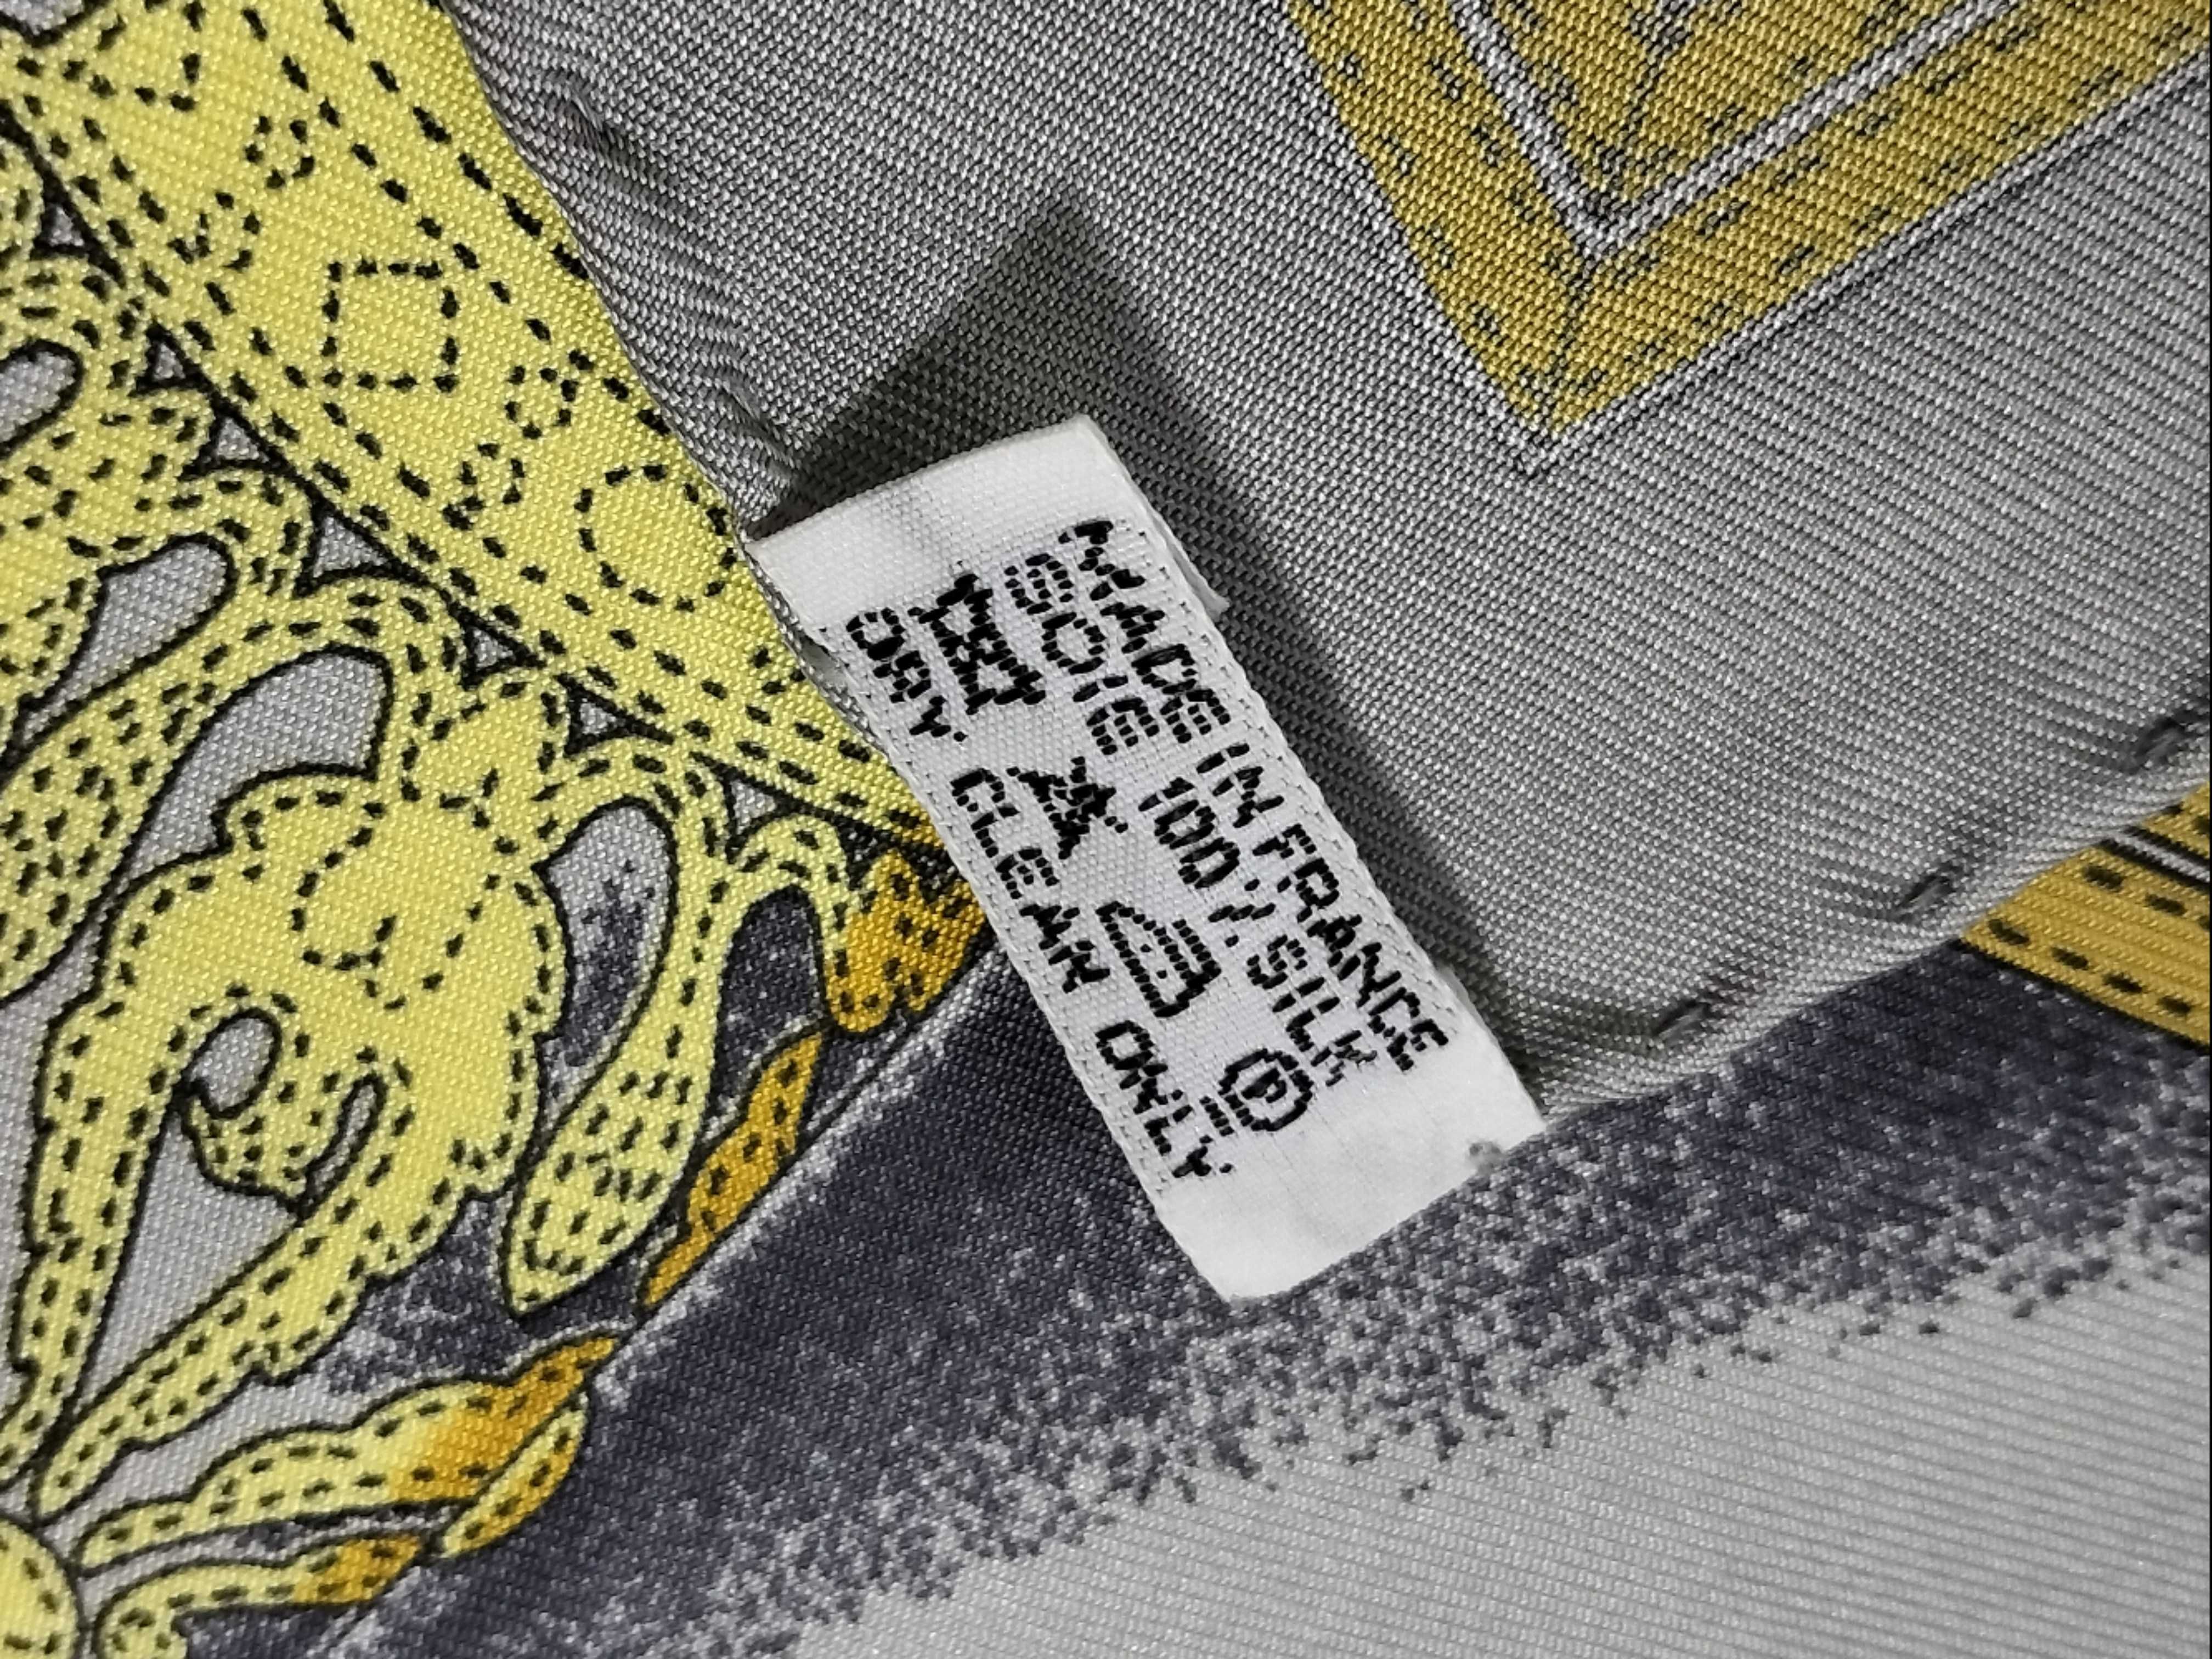 MADE IN FRANCE
SOIE 100% SILK
P
DRY CLEAN ONLY